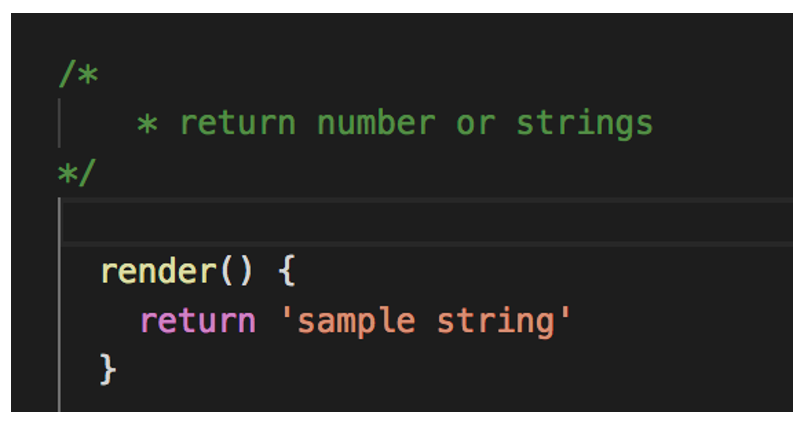 /*
* return number or strings
*/
render() {
return 'sample string'
}